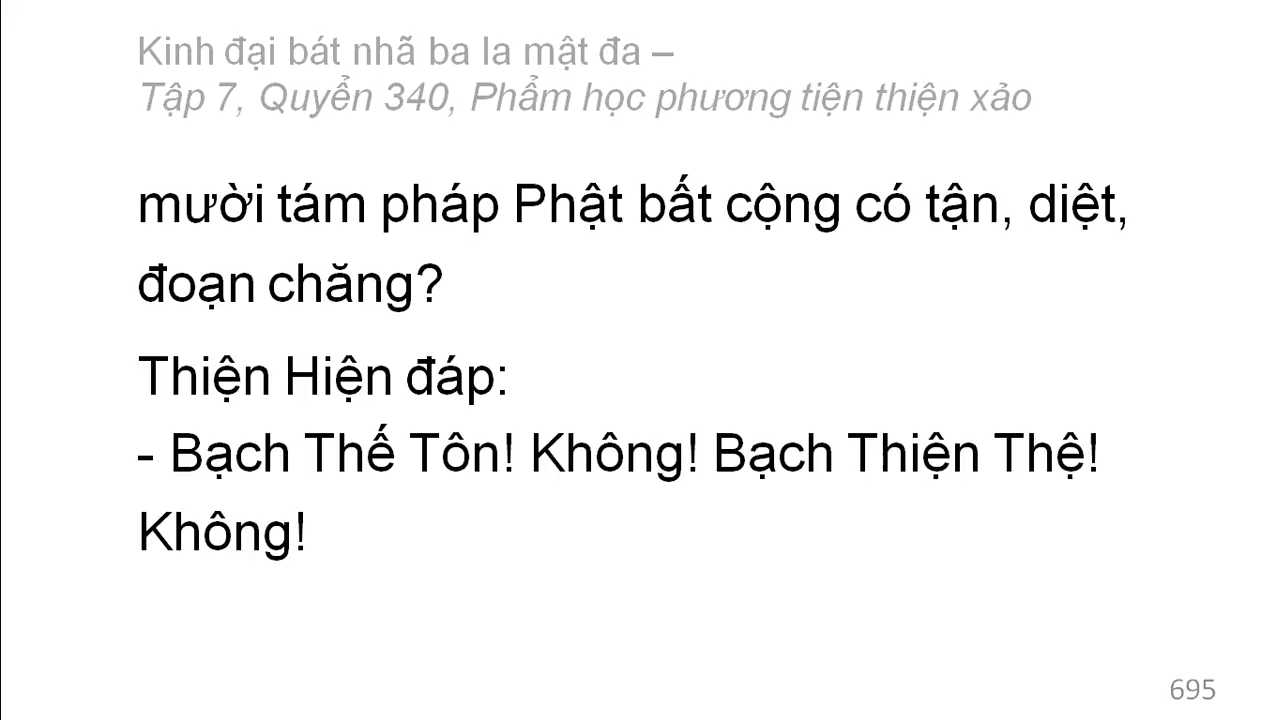 Kinh đại bát nhã ba la mật đa –
Tập 7, Quyển 340, Phẩm học phương tiện thiện xảo
mười tám pháp Phật bất cộng có tận, diệt,
đoạn chăng?
Thiện Hiện đáp:
- Bạch Thế Tôn! Không! Bạch Thiện Thệ!
Không!
695